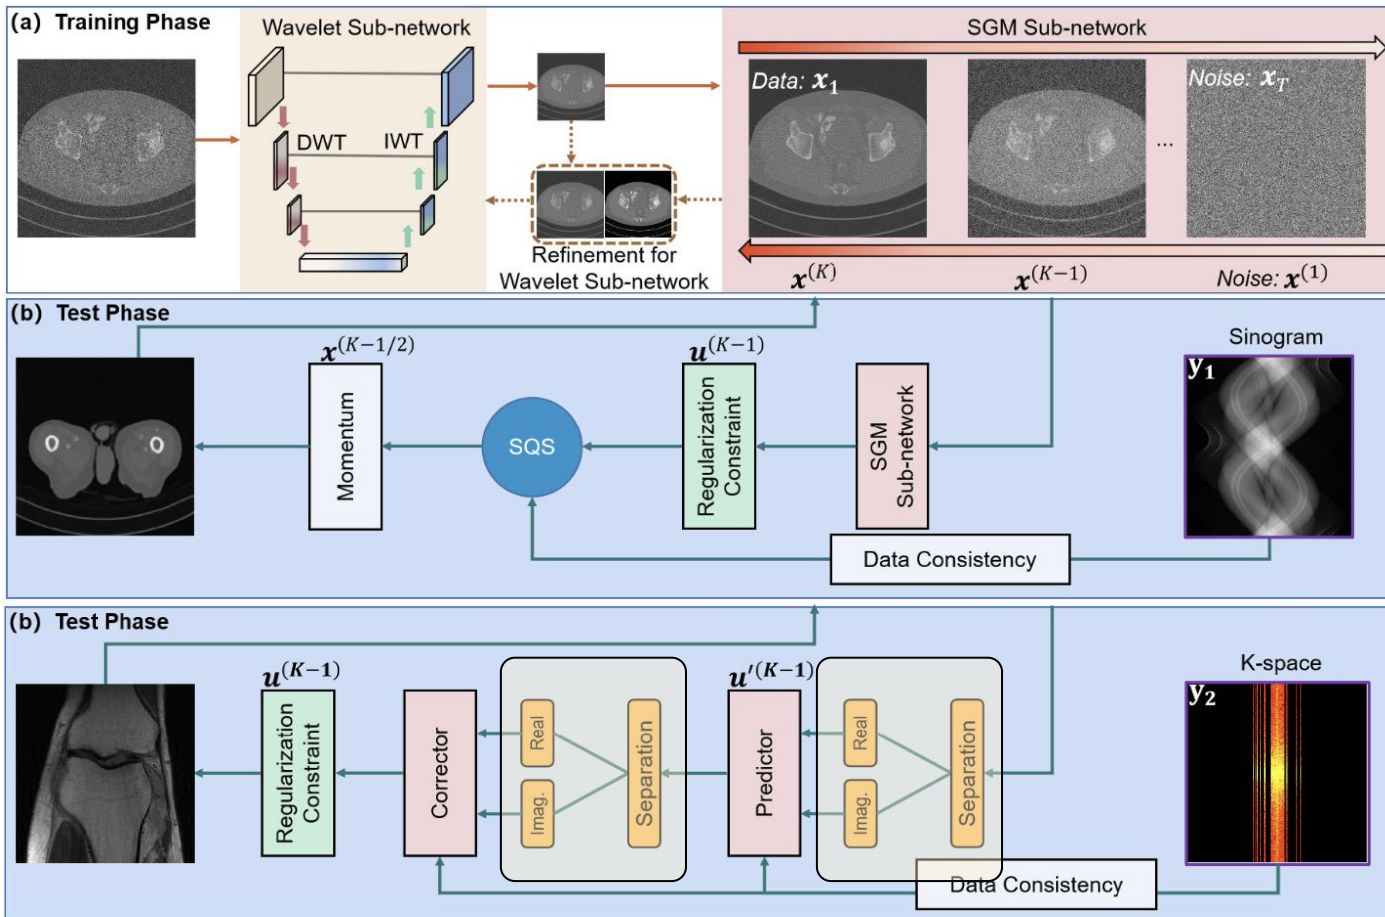 (a) Training Phase
Wavelet Sub-network
SGM Sub-network
DWT
IWT
Data: x₁
Noise: x_T
...
Refinement for
Wavelet Sub-network
x^(K)
x^(K-1)
Noise: x^(1)
(b) Test Phase
x^(K-1/2)
u^(K-1)
Sinogram
y₁
Momentum
SQS
Regularization
Constraint
SGM
Sub-network
Data Consistency
(b) Test Phase
u^(K-1)
u'^(K-1)
K-space
y₂
Regularization
Constraint
Corrector
Real
Imag.
Separation
Predictor
Real
Imag.
Separation
Data Consistency